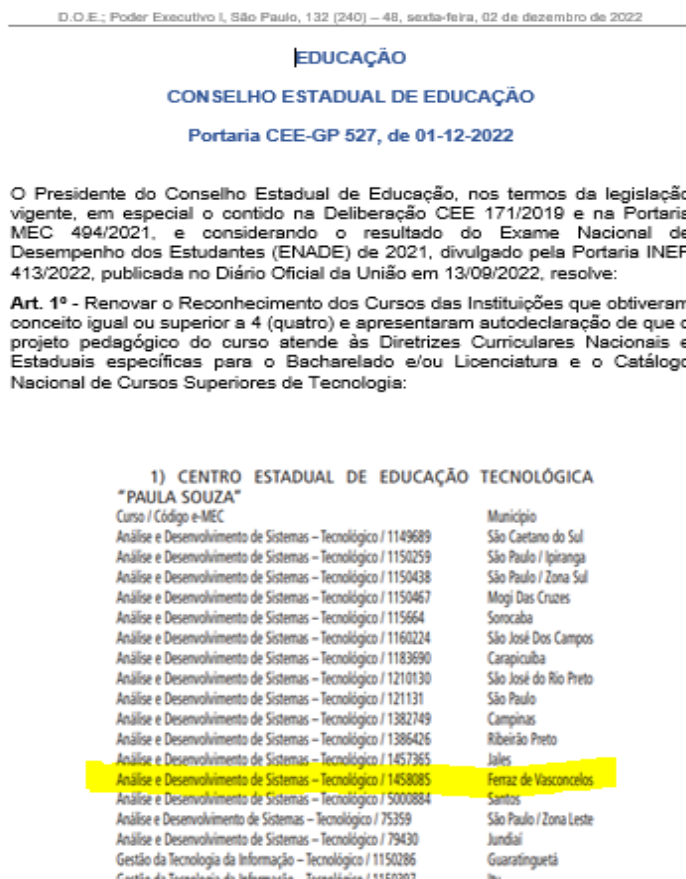 D.O.E.; Poder Executivo I, São Paulo, 132 (240) – 48, sexta-feira, 02 de dezembro de 2022
EDUCAÇÃO
CONSELHO ESTADUAL DE EDUCAÇÃO
Portaria CEE-GP 527, de 01-12-2022
O Presidente do Conselho Estadual de Educação, nos termos da legislação
vigente, em especial o contido na Deliberação CEE 171/2019 e na Portaria
MEC 494/2021, e considerando o resultado do Exame Nacional de
Desempenho dos Estudantes (ENADE) de 2021, divulgado pela Portaria INEP
413/2022, publicada no Diário Oficial da União em 13/09/2022, resolve:
Art. 1º - Renovar o Reconhecimento dos Cursos das Instituições que obtiveram
conceito igual ou superior a 4 (quatro) e apresentaram autodeclaração de que o
projeto pedagógico do curso atende às Diretrizes Curriculares Nacionais e
Estaduais específicas para o Bacharelado e/ou Licenciatura e o Catálogo
Nacional de Cursos Superiores de Tecnologia:
1) CENTRO ESTADUAL DE EDUCAÇÃO TECNOLÓGICA
"PAULA SOUZA"
Curso / Código e-MEC Município
Análise e Desenvolvimento de Sistemas – Tecnológico / 1149689 São Caetano do Sul
Análise e Desenvolvimento de Sistemas – Tecnológico / 1150259 São Paulo / Ipiranga
Análise e Desenvolvimento de Sistemas – Tecnológico / 1150438 São Paulo / Zona Sul
Análise e Desenvolvimento de Sistemas – Tecnológico / 1150467 Mogi Das Cruzes
Análise e Desenvolvimento de Sistemas – Tecnológico / 115664 Sorocaba
Análise e Desenvolvimento de Sistemas – Tecnológico / 1160224 São José Dos Campos
Análise e Desenvolvimento de Sistemas – Tecnológico / 1183690 Carapicuíba
Análise e Desenvolvimento de Sistemas – Tecnológico / 1210130 São José do Rio Preto
Análise e Desenvolvimento de Sistemas – Tecnológico / 121131 São Paulo
Análise e Desenvolvimento de Sistemas – Tecnológico / 1382749 Campinas
Análise e Desenvolvimento de Sistemas – Tecnológico / 1386426 Ribeirão Preto
Análise e Desenvolvimento de Sistemas – Tecnológico / 1457365 Jales
Análise e Desenvolvimento de Sistemas – Tecnológico / 1458085 Ferraz de Vasconcelos
Análise e Desenvolvimento de Sistemas – Tecnológico / 5000884 Santos
Análise e Desenvolvimento de Sistemas – Tecnológico / 75359 São Paulo / Zona Leste
Análise e Desenvolvimento de Sistemas – Tecnológico / 79430 Jundiaí
Gestão da Tecnologia da Informação – Tecnológico / 1150286 Guaratinguetá
Gestão da Tecnologia da Informação – Tecnológico